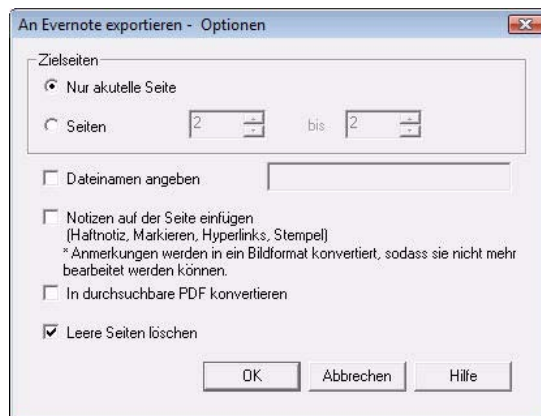 An Evernote exportieren - Optionen
Zielseiten
Nur akutelle Seite
Seiten 2 bis 2
Dateinamen angeben
Notizen auf der Seite einfügen
(Haftnotiz, Markieren, Hyperlinks, Stempel)
* Anmerkungen werden in ein Bildformat konvertiert, sodass sie nicht mehr
bearbeitet werden können.
In durchsuchbare PDF konvertieren
Leere Seiten löschen
OK Abbrechen Hilfe